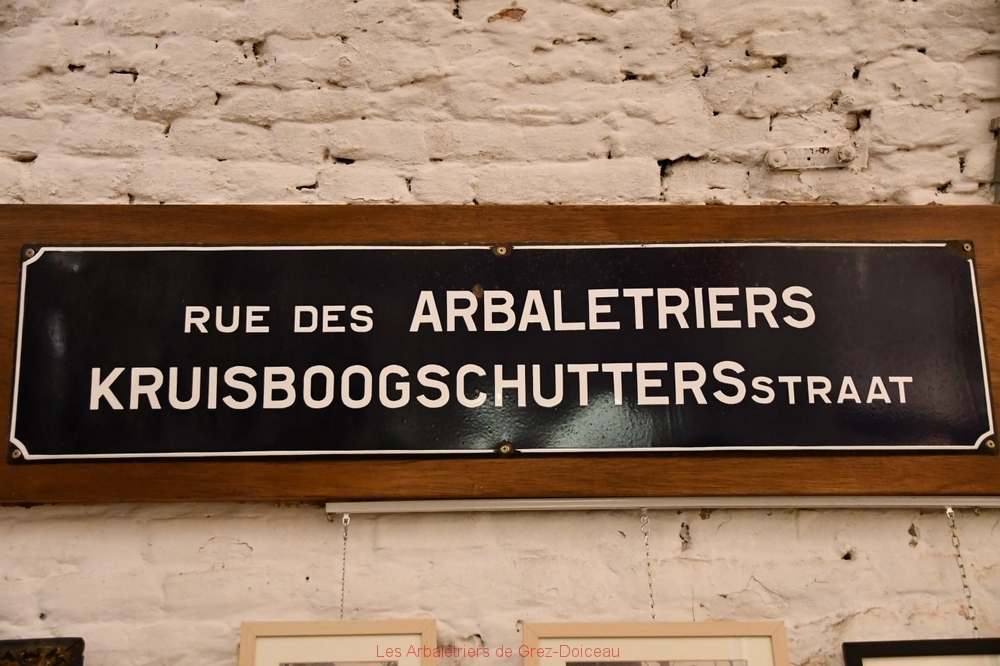 RUE DES ARBALETRIERS
KRUISBOOGSCHUTTERSSTRAAT
Les Arbalétriers de Grez-Doiceau